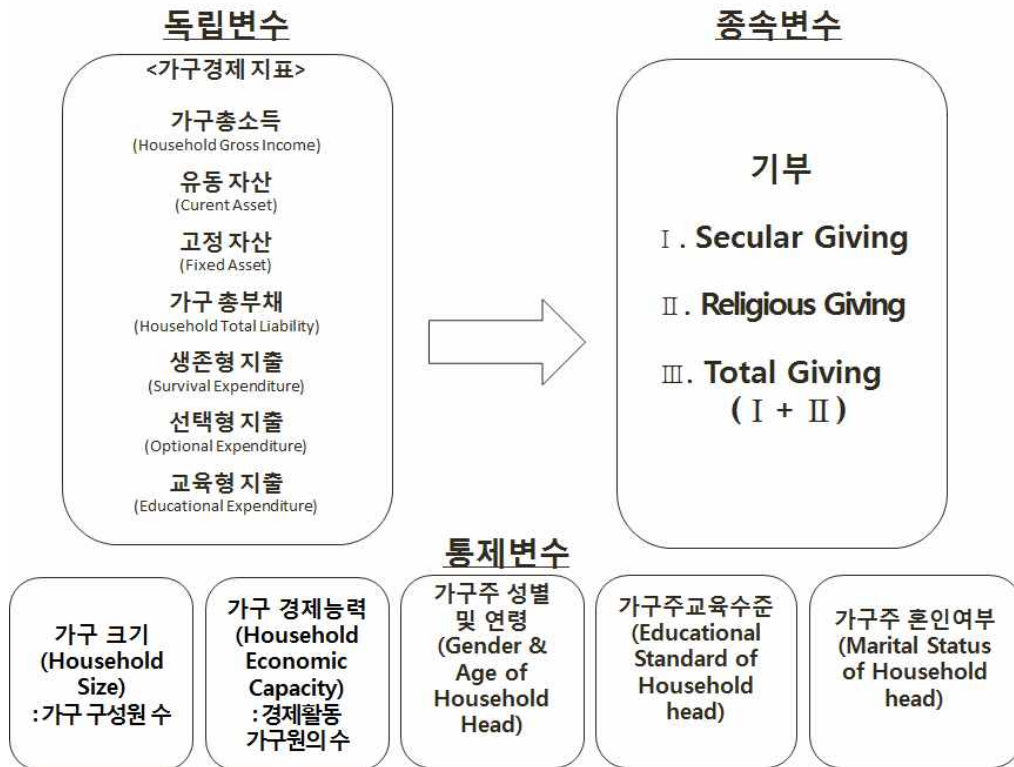 독립변수
<가구경제 지표>
가구총소득
(Household Gross Income)
유동 자산
(Curent Asset)
고정 자산
(Fixed Asset)
가구 총부채
(Household Total Liability)
생존형 지출
(Survival Expenditure)
선택형 지출
(Optional Expenditure)
교육형 지출
(Educational Expenditure)
종속변수
기부
Ⅰ. Secular Giving
Ⅱ. Religious Giving
Ⅲ. Total Giving
( Ⅰ + Ⅱ )
통제변수
가구 크기
(Household
Size)
: 가구 구성원 수
가구 경제능력
(Household
Economic
Capacity)
: 경제활동
가구원의 수
가구주 성별
및 연령
(Gender &
Age of
Household
Head)
가구주교육수준
(Educational
Standard of
Household
head)
가구주 혼인여부
(Marital Status
of Household
head)